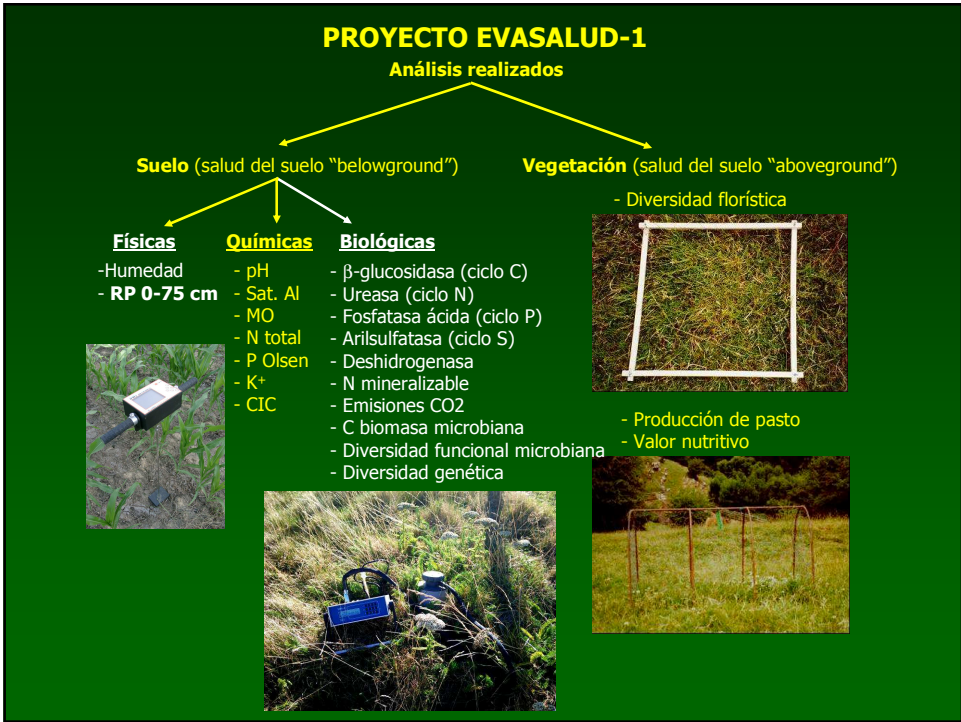 PROYECTO EVASALUD-1
Análisis realizados
Suelo (salud del suelo “belowground”)
Físicas
-Humedad
- RP 0-75 cm
Químicas
- pH
- Sat. Al
- MO
- N total
- P Olsen
- K+
- CIC
Biológicas
- β-glucosidasa (ciclo C)
- Ureasa (ciclo N)
- Fosfatasa ácida (ciclo P)
- Arilsulfatasa (ciclo S)
- Deshidrogenasa
- N mineralizable
- Emisiones CO2
- C biomasa microbiana
- Diversidad funcional microbiana
- Diversidad genética
Vegetación (salud del suelo “aboveground”)
- Diversidad florística
- Producción de pasto
- Valor nutritivo